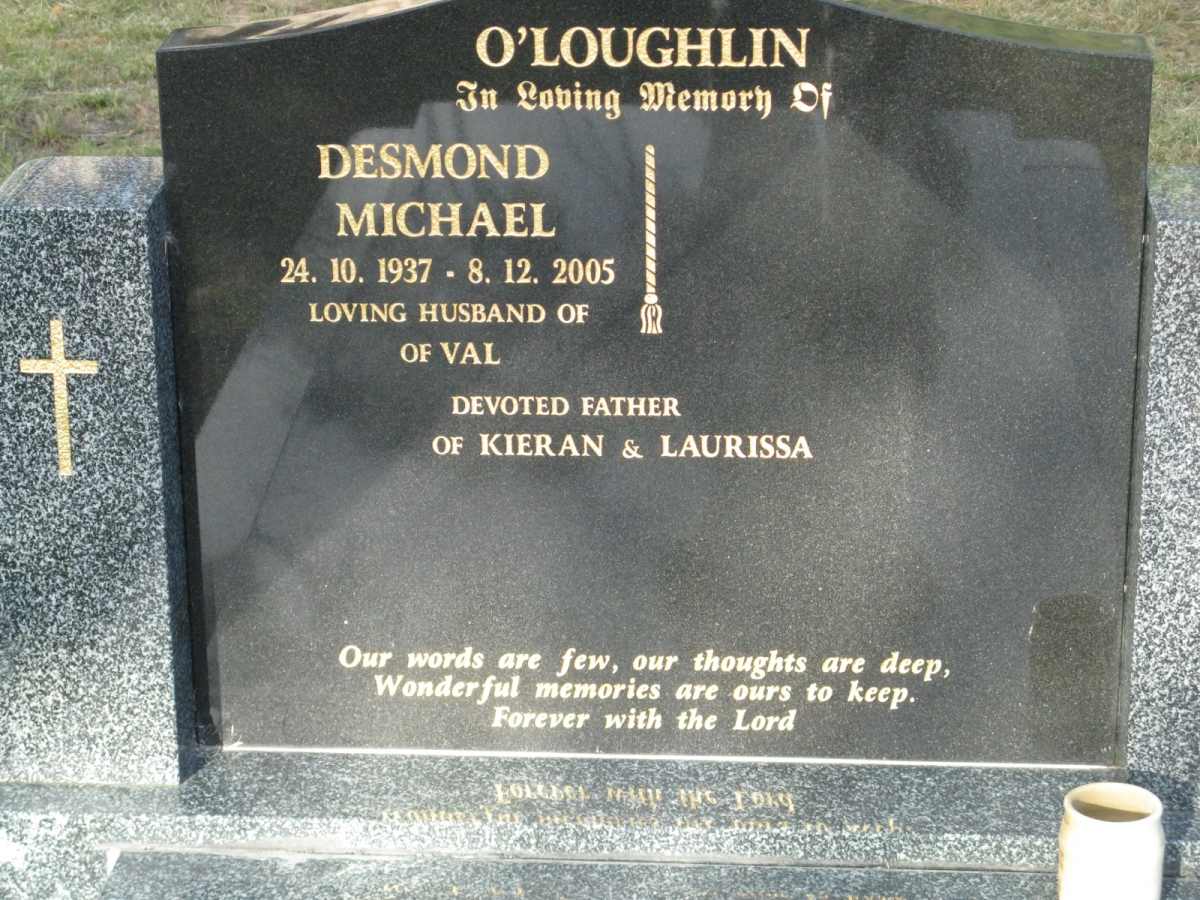 O'LOUGHLIN
In Loving Memory Of
DESMOND
MICHAEL
24. 10. 1937 - 8. 12. 2005
LOVING HUSBAND OF
OF VAL
DEVOTED FATHER
OF KIERAN & LAURISSA
Our words are few, our thoughts are deep,
Wonderful memories are ours to keep.
Forever with the Lord